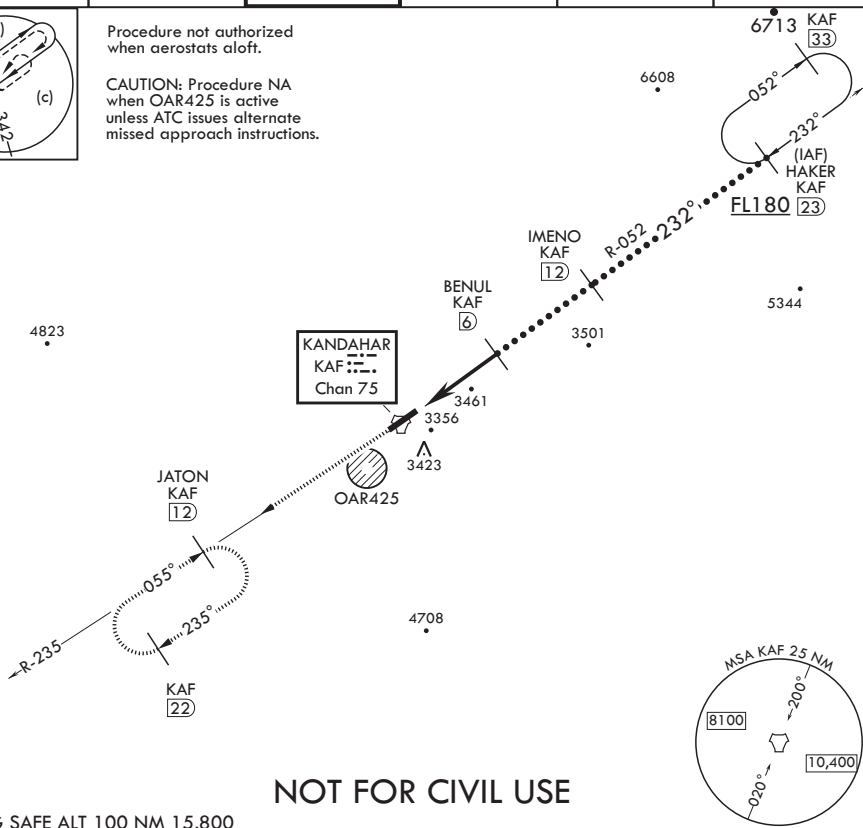 Procedure not authorized
when aerostats aloft.
CAUTION: Procedure NA
when OAR425 is active
unless ATC issues alternate
missed approach instructions.
(c)
342
6713
KAF
33
6608
052°
232°
(IAF)
HAKER
KAF
FL180
23
R-052
232°
IMENO
KAF
12
BENUL
KAF
6
5344
3501
4823
KANDAHAR
KAF
Chan 75
3461
3356
3423
OAR425
JATON
KAF
12
055°
235°
4708
R-235
KAF
22
MSA KAF 25 NM
200°
8100
10,400
020°
NOT FOR CIVIL USE
SAFE ALT 100 NM 15,800